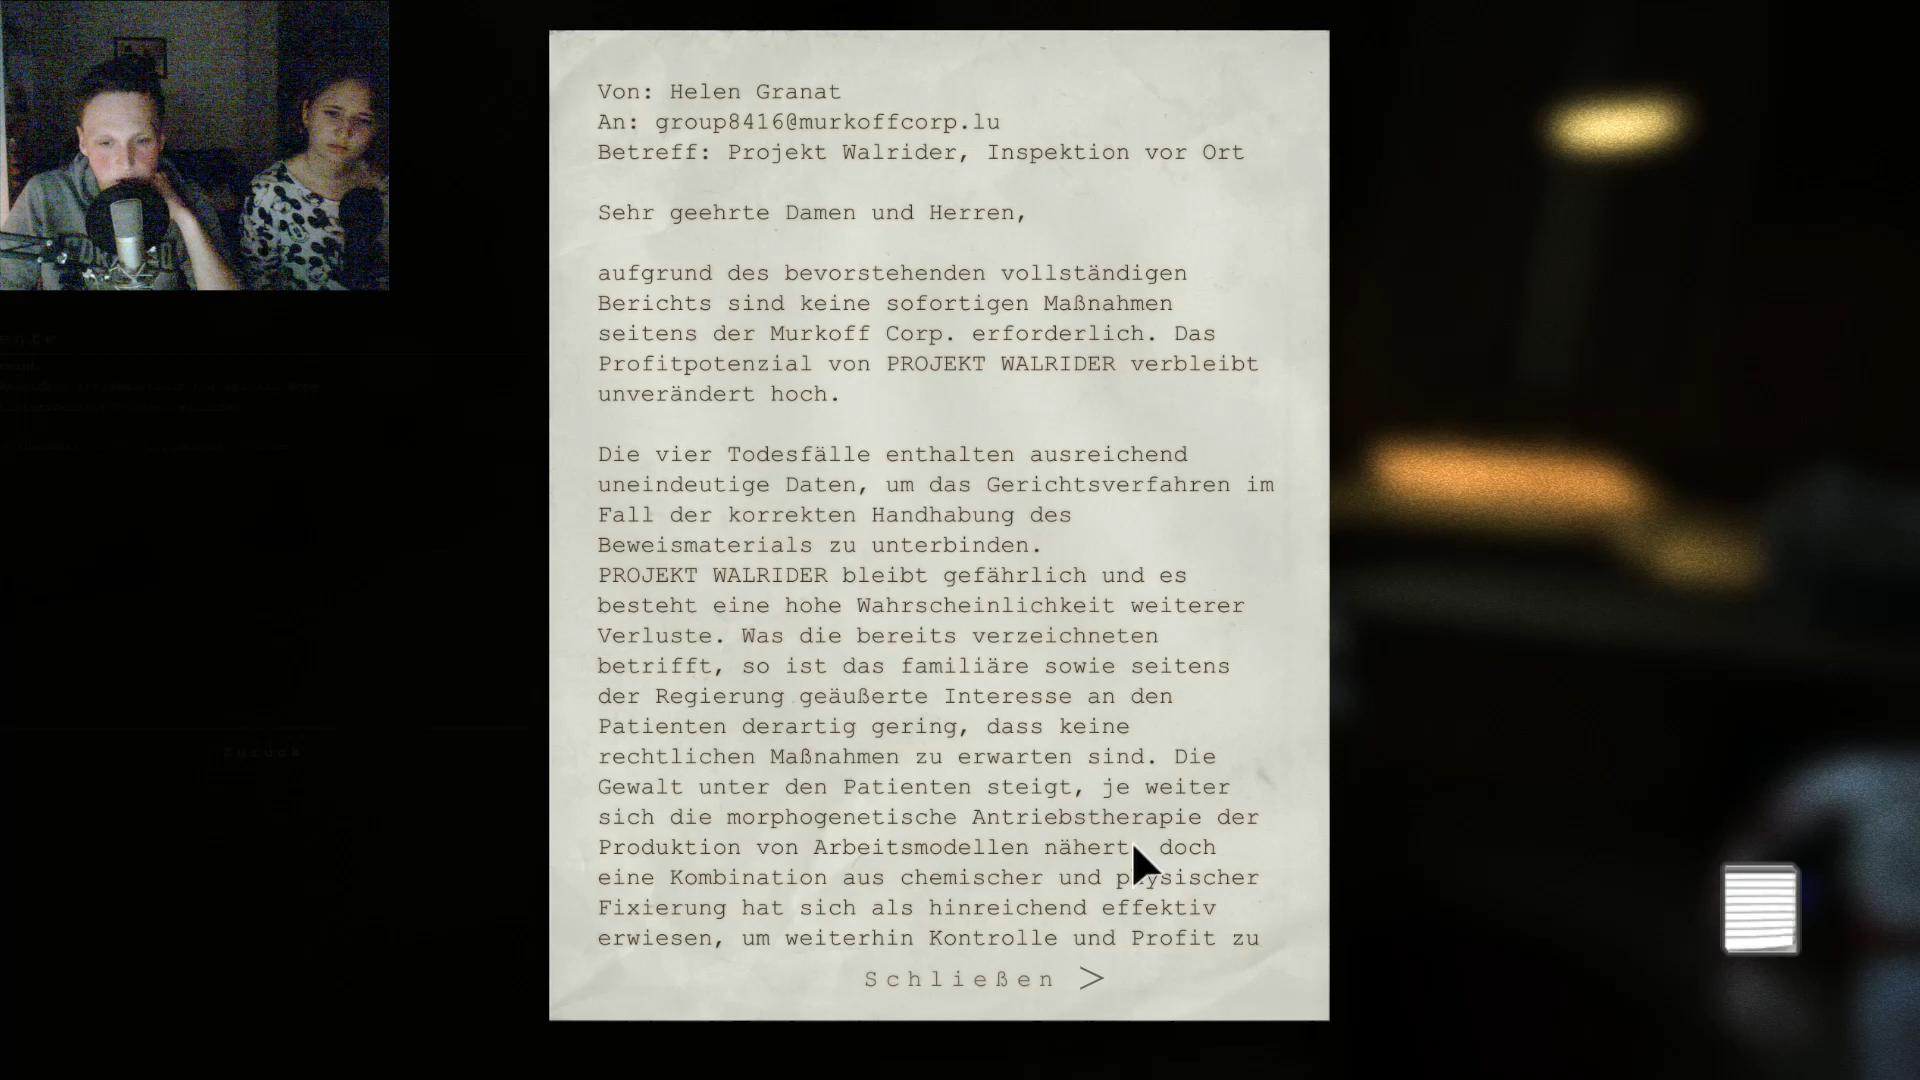 Von: Helen Granat
An: group8416@murkoffcorp.lu
Betreff: Projekt Walrider, Inspektion vor Ort
Sehr geehrte Damen und Herren,
aufgrund des bevorstehenden vollständigen
Berichts sind keine sofortigen Maßnahmen
seitens der Murkoff Corp. erforderlich. Das
Profitpotenzial von PROJEKT WALRIDER verbleibt
unverändert hoch.
Die vier Todesfälle enthalten ausreichend
uneindeutige Daten, um das Gerichtsverfahren im
Fall der korrekten Handhabung des
Beweismaterials zu unterbinden.
PROJEKT WALRIDER bleibt gefährlich und es
besteht eine hohe Wahrscheinlichkeit weiterer
Verluste. Was die bereits verzeichneten
betrifft, so ist das familiäre sowie seitens
der Regierung geäußerte Interesse an den
Patienten derartig gering, dass keine
rechtlichen Maßnahmen zu erwarten sind. Die
Gewalt unter den Patienten steigt, je weiter
sich die morphogenetische Antriebstherapie der
Produktion von Arbeitsmodellen nähert, doch
eine Kombination aus chemischer und physischer
Fixierung hat sich als hinreichend effektiv
erwiesen, um weiterhin Kontrolle und Profit zu
Schließen >
Zurück